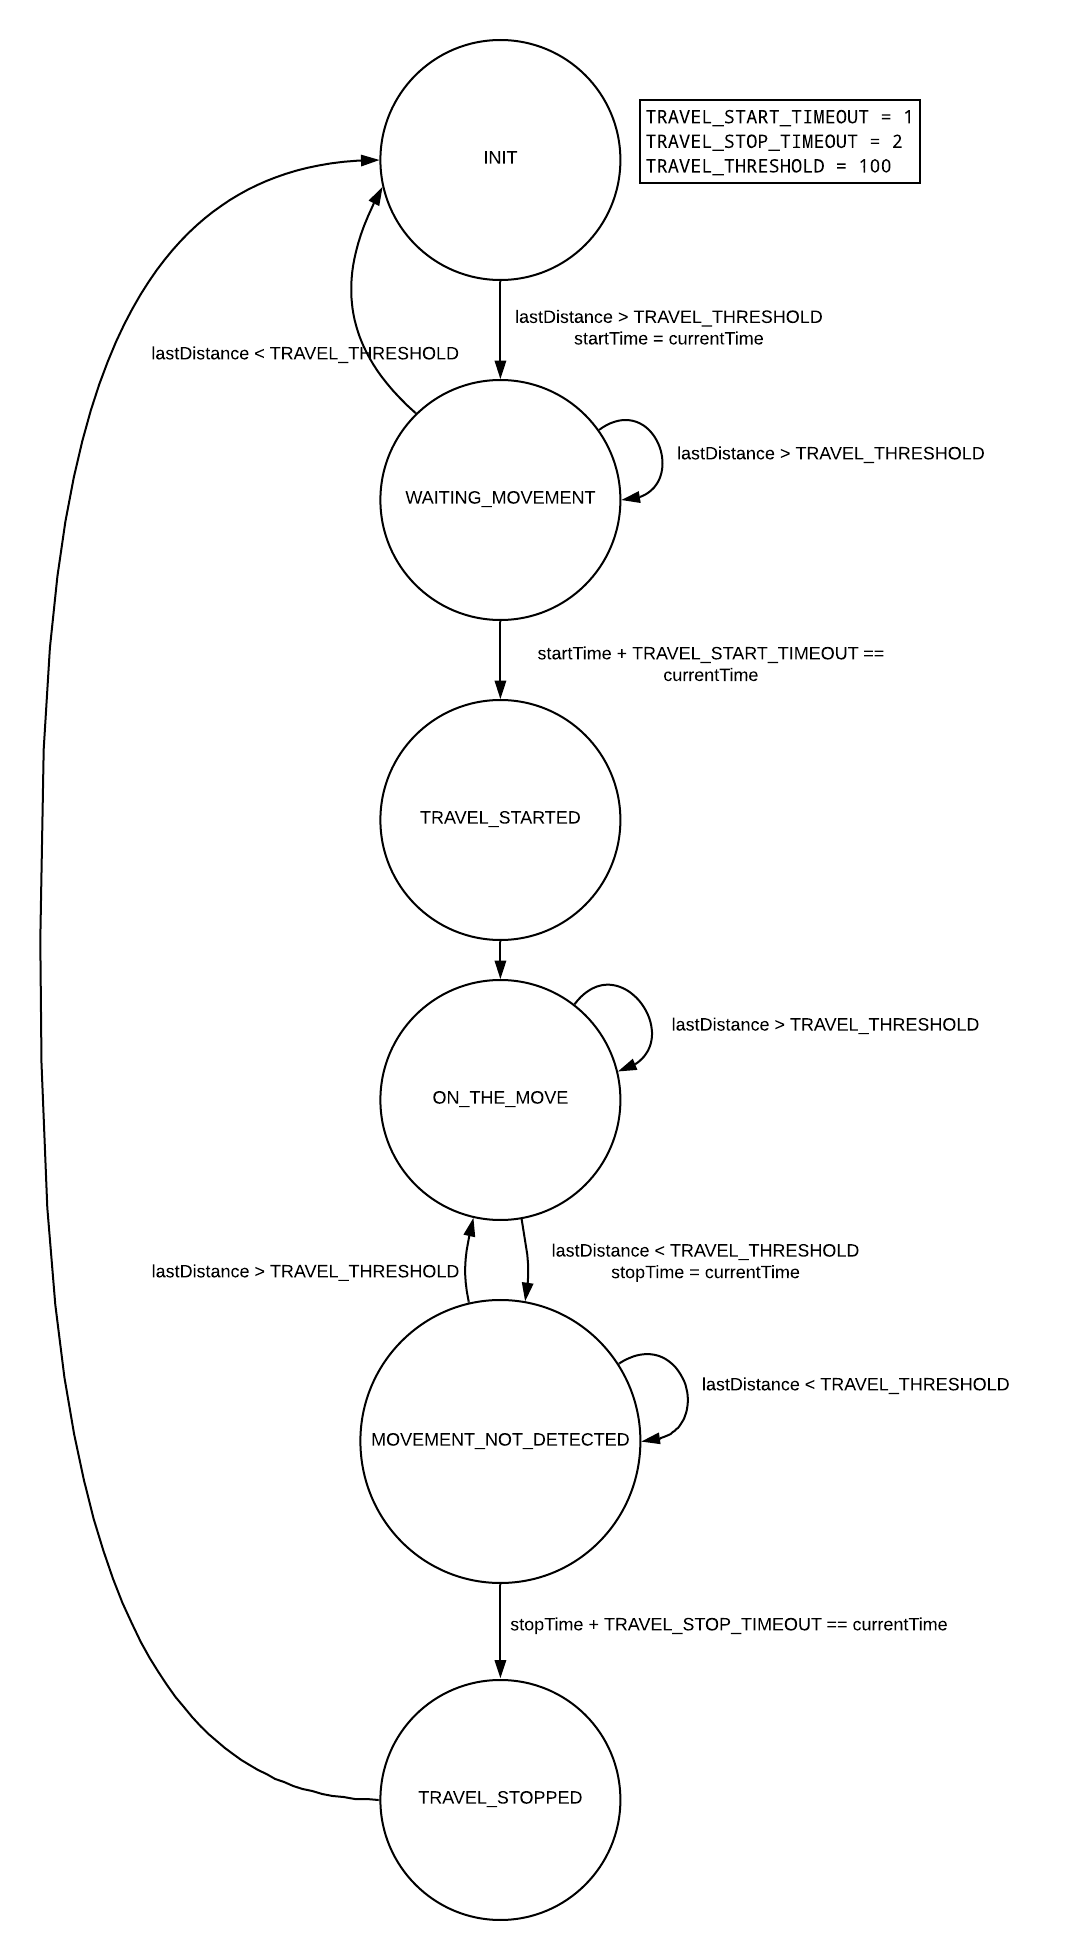 INIT
TRAVEL_START_TIMEOUT = 1
TRAVEL_STOP_TIMEOUT = 2
TRAVEL_THRESHOLD = 100
lastDistance > TRAVEL_THRESHOLD
startTime = currentTime
lastDistance < TRAVEL_THRESHOLD
WAITING_MOVEMENT
lastDistance > TRAVEL_THRESHOLD
startTime + TRAVEL_START_TIMEOUT ==
currentTime
TRAVEL_STARTED
lastDistance > TRAVEL_THRESHOLD
ON_THE_MOVE
lastDistance < TRAVEL_THRESHOLD
stopTime = currentTime
lastDistance > TRAVEL_THRESHOLD
lastDistance < TRAVEL_THRESHOLD
MOVEMENT_NOT_DETECTED
stopTime + TRAVEL_STOP_TIMEOUT == currentTime
TRAVEL_STOPPED